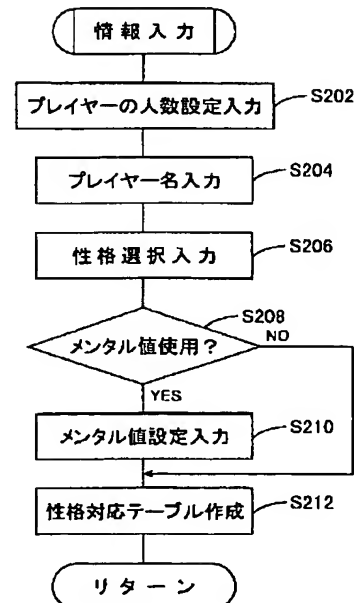 情報入力
プレイヤーの人数設定入力
S202
プレイヤー名入力
S204
性格選択入力
S206
メンタル値使用？
S208
NO
YES
メンタル値設定入力
S210
性格対応テーブル作成
S212
リターン